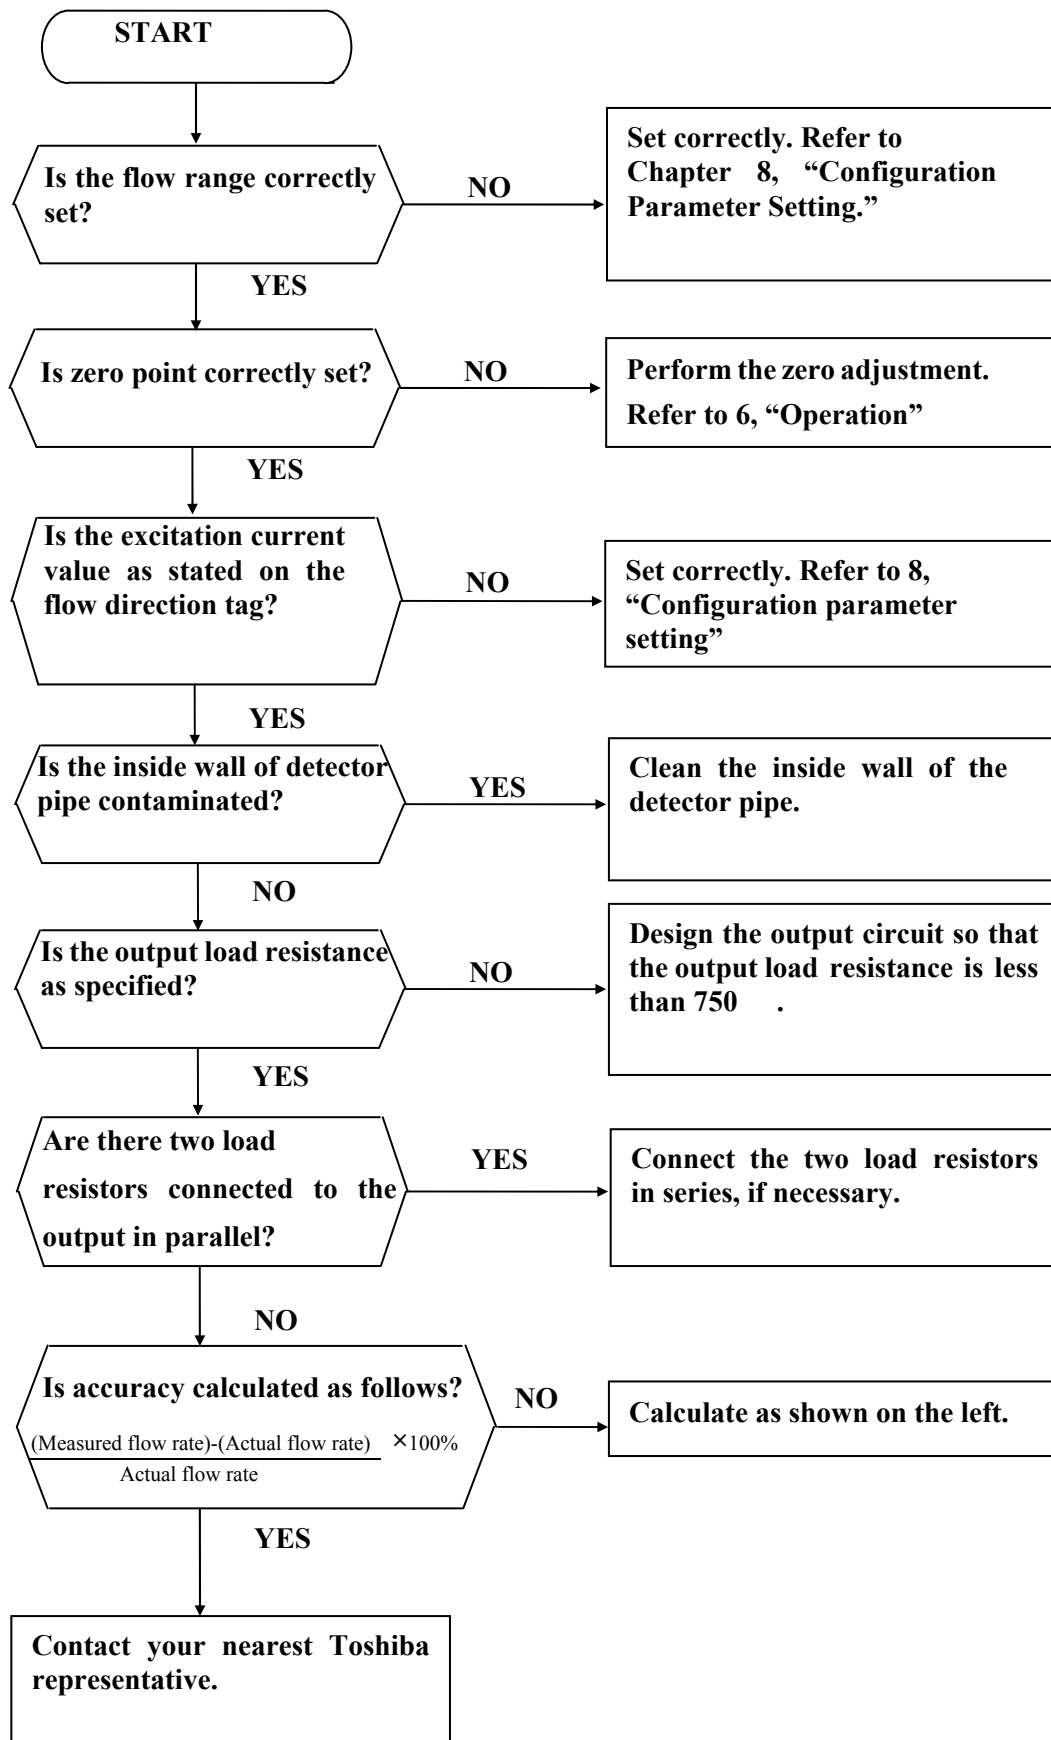 START
Is the flow range correctly
set?
NO
Set correctly. Refer to
Chapter 8, “Configuration
Parameter Setting.”
YES
Is zero point correctly set?
NO
Perform the zero adjustment.
Refer to 6, “Operation”
YES
Is the excitation current
value as stated on the
flow direction tag?
NO
Set correctly. Refer to 8,
“Configuration parameter
setting”
YES
Is the inside wall of detector
pipe contaminated?
YES
Clean the inside wall of the
detector pipe.
NO
Is the output load resistance
as specified?
NO
Design the output circuit so that
the output load resistance is less
than 750 .
YES
Are there two load
resistors connected to the
output in parallel?
YES
Connect the two load resistors
in series, if necessary.
NO
Is accuracy calculated as follows?
(Measured flow rate)-(Actual flow rate) ×100%
Actual flow rate
NO
Calculate as shown on the left.
YES
Contact your nearest Toshiba
representative.